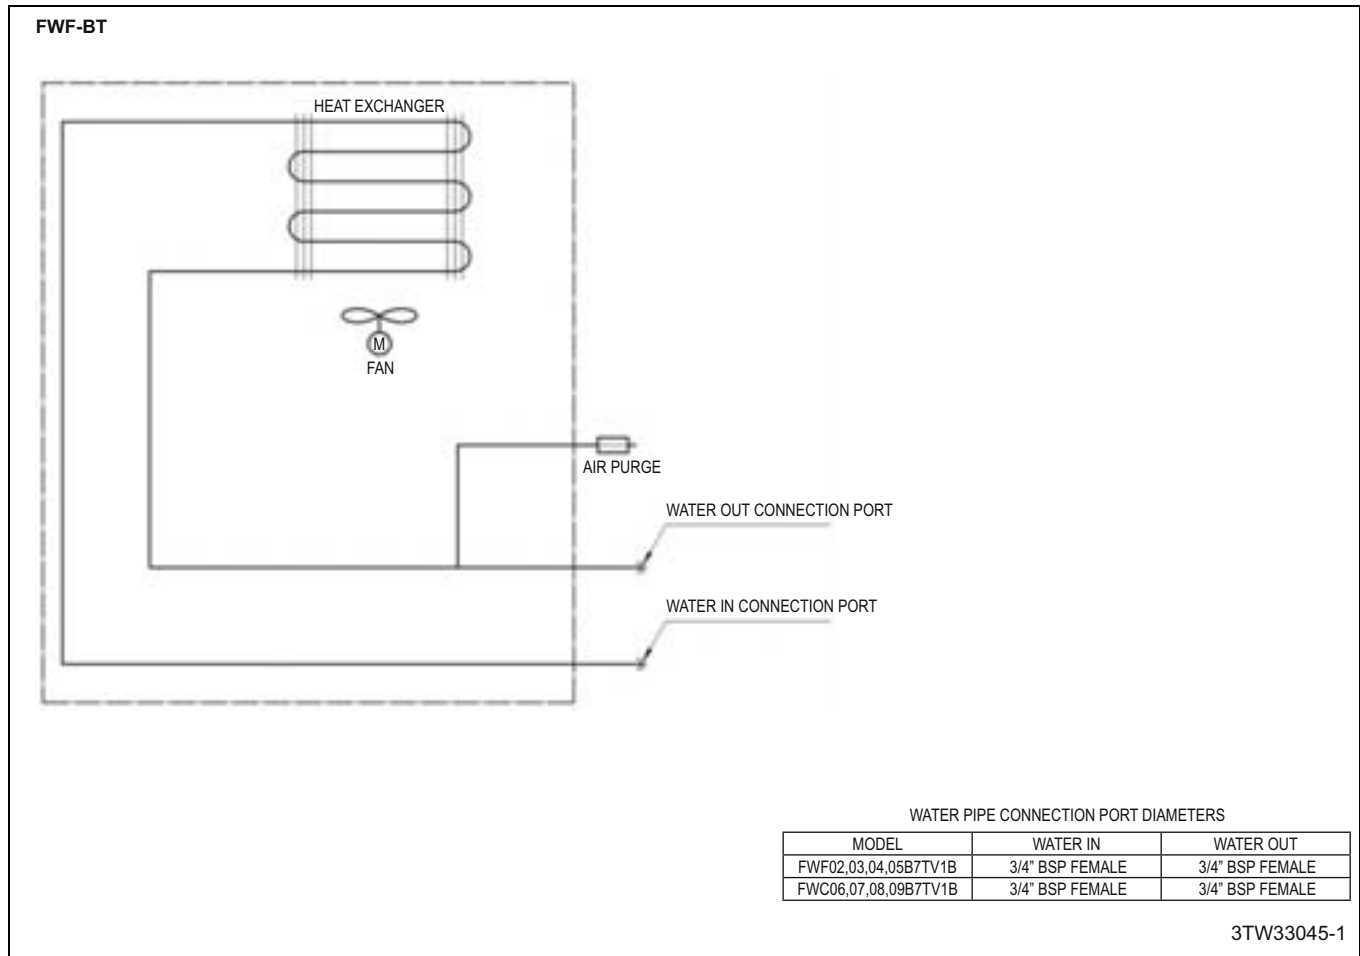 FWF-BT
HEAT EXCHANGER
M
FAN
AIR PURGE
WATER OUT CONNECTION PORT
WATER IN CONNECTION PORT
WATER PIPE CONNECTION PORT DIAMETERS
MODEL WATER IN WATER OUT
FWF02,03,04,05B7TV1B 3/4” BSP FEMALE 3/4” BSP FEMALE
FWC06,07,08,09B7TV1B 3/4” BSP FEMALE 3/4” BSP FEMALE
3TW33045-1